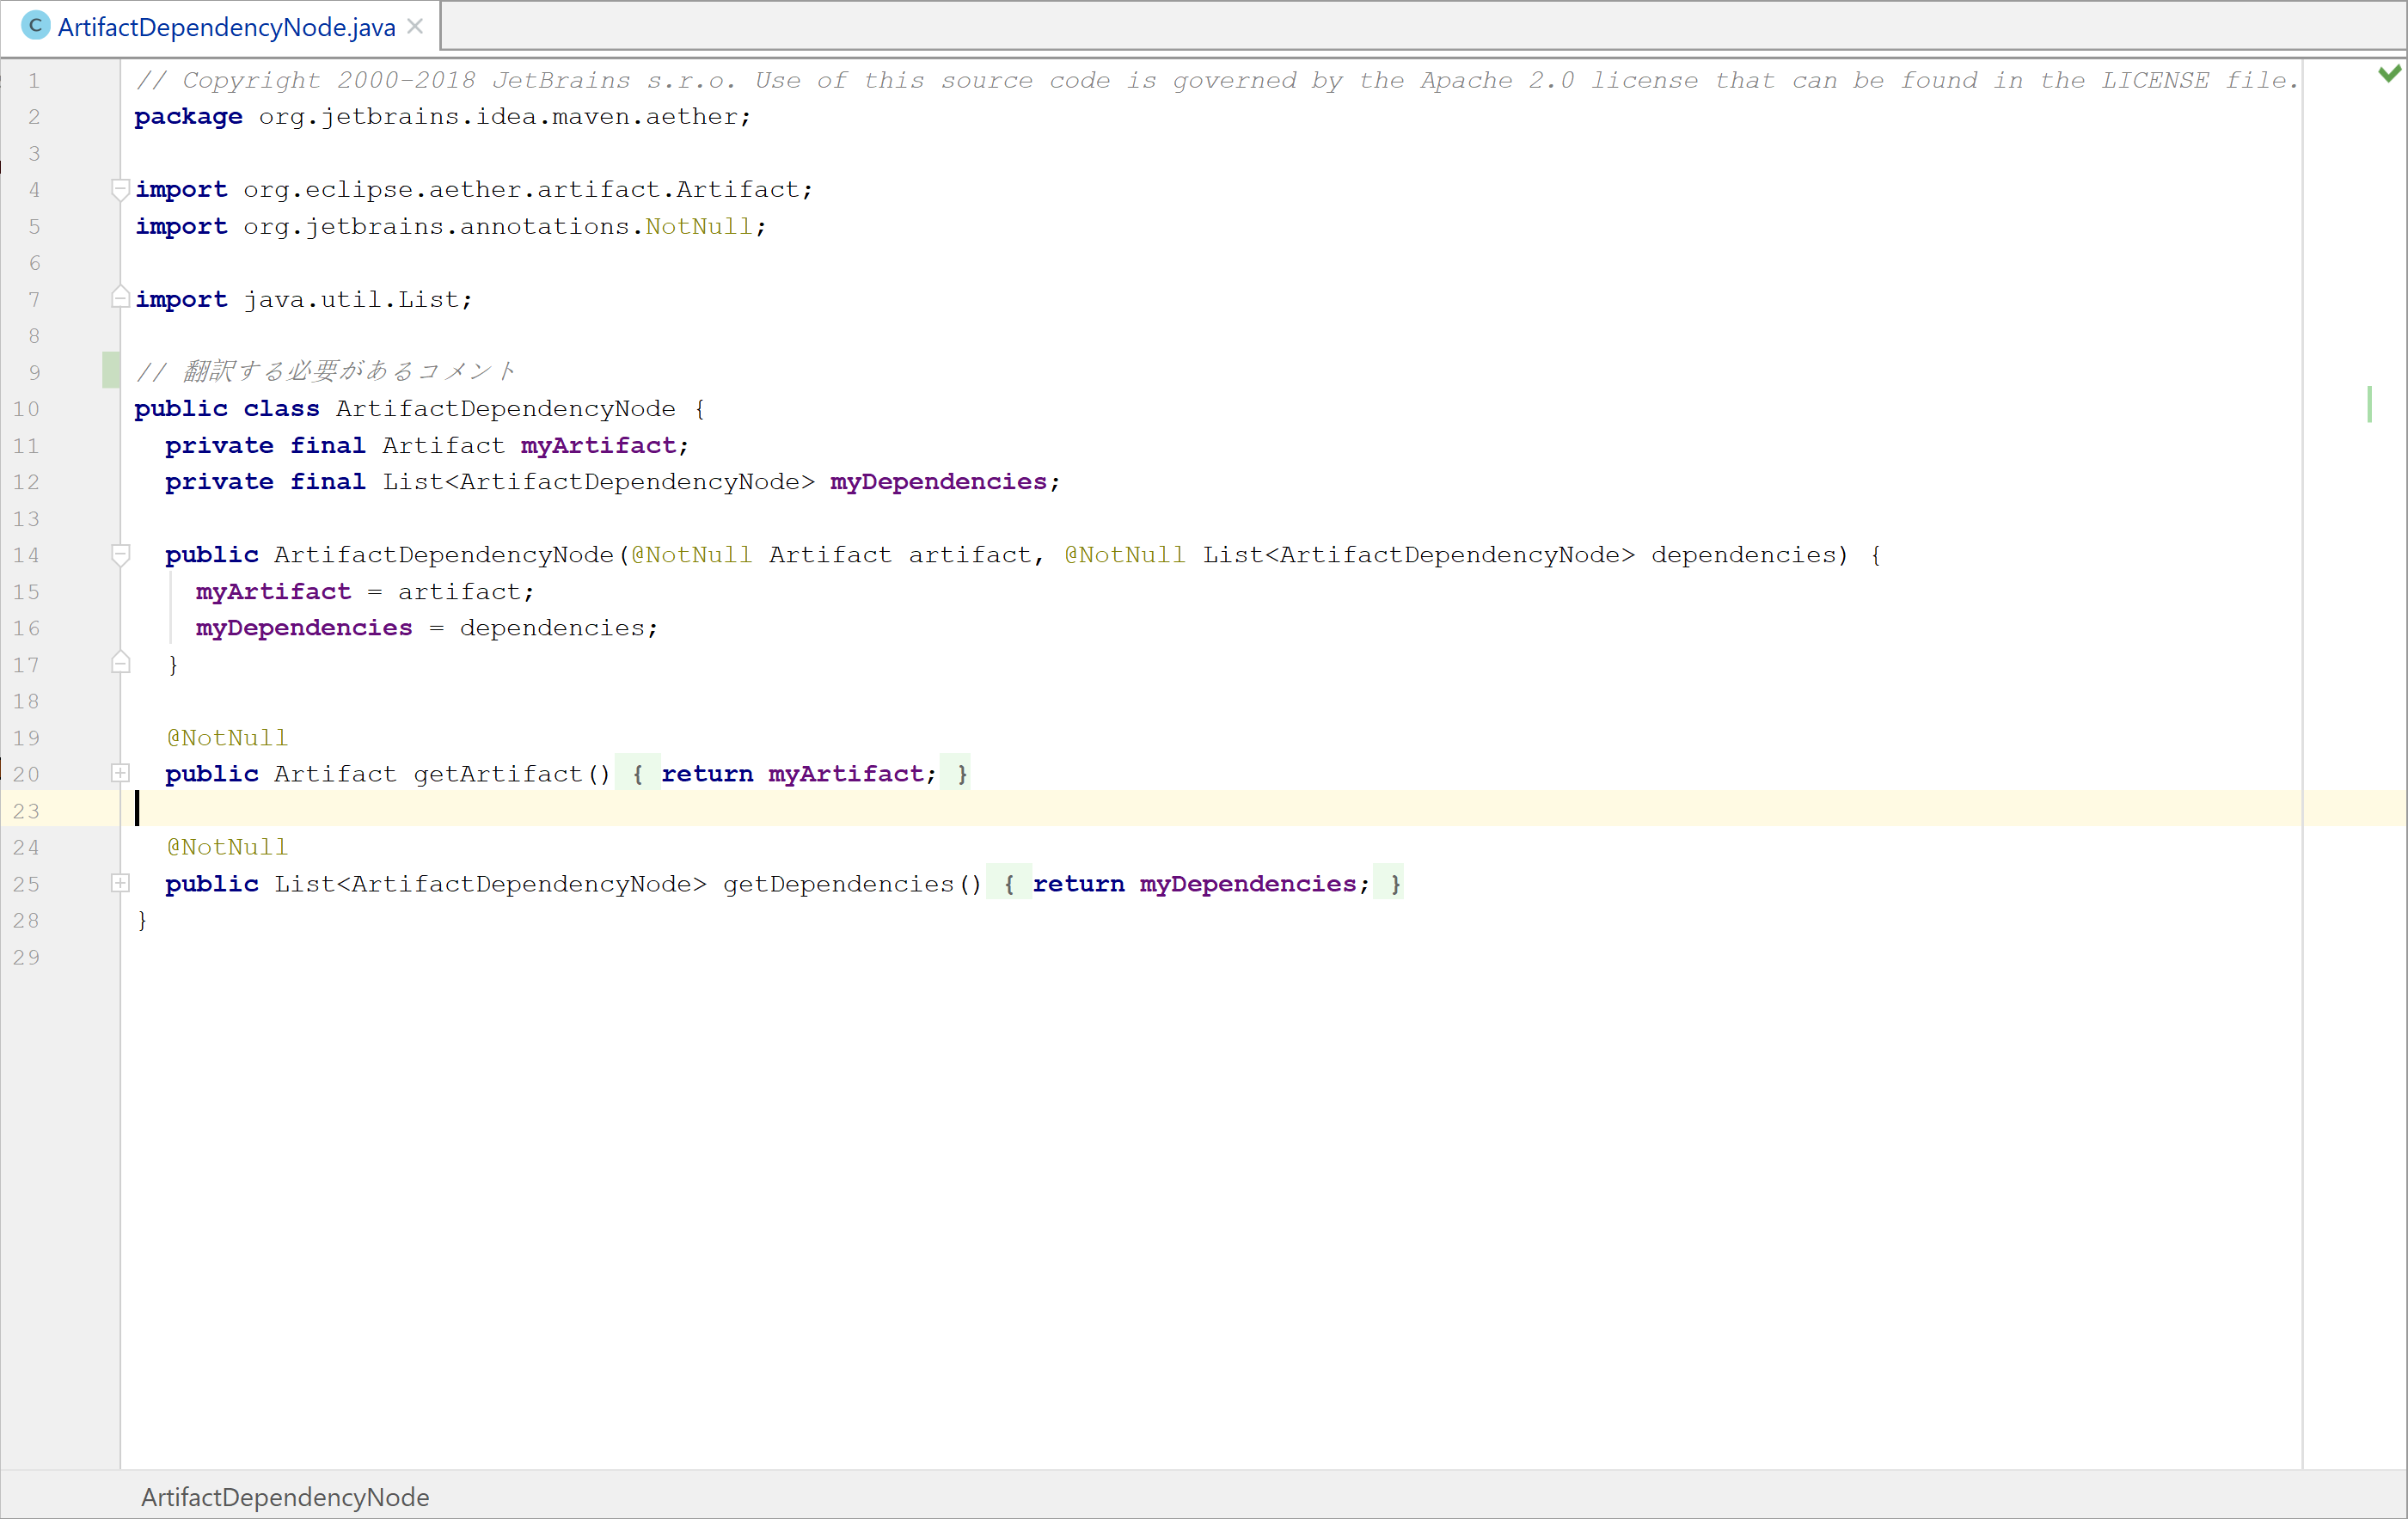 C ArtifactDependencyNode.java
1 // Copyright 2000-2018 JetBrains s.r.o. Use of this source code is governed by the Apache 2.0 license that can be found in the LICENSE file.
2 package org.jetbrains.idea.maven.aether;
3
4 import org.eclipse.aether.artifact.Artifact;
5 import org.jetbrains.annotations.NotNull;
6
7 import java.util.List;
8
9 // 翻訳する必要があるコメント
10 public class ArtifactDependencyNode {
11   private final Artifact myArtifact;
12   private final List<ArtifactDependencyNode> myDependencies;
13
14   public ArtifactDependencyNode(@NotNull Artifact artifact, @NotNull List<ArtifactDependencyNode> dependencies) {
15     myArtifact = artifact;
16     myDependencies = dependencies;
17   }
18
19   @NotNull
20   public Artifact getArtifact() { return myArtifact; }
23
24   @NotNull
25   public List<ArtifactDependencyNode> getDependencies() { return myDependencies; }
28 }
29
ArtifactDependencyNode